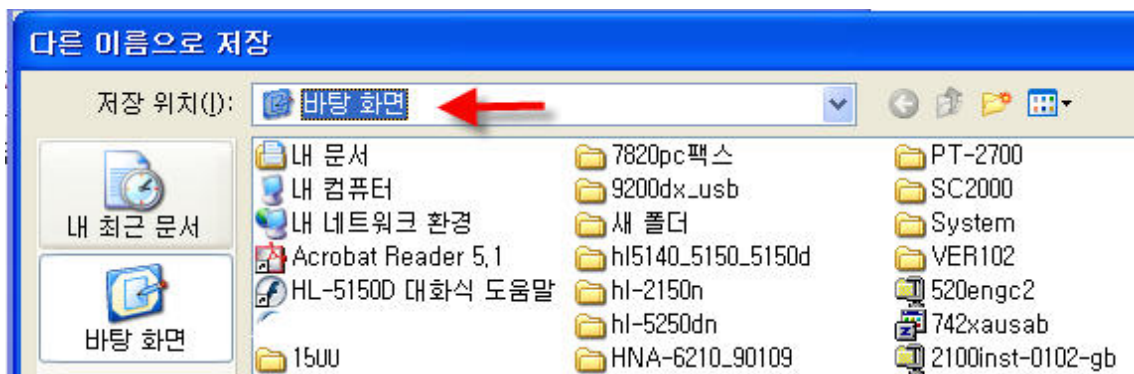 다른 이름으로 저장
저장 위치(I):
바탕 화면
내 최근 문서
바탕 화면
내 문서
내 컴퓨터
내 네트워크 환경
Acrobat Reader 5.1
HL-5150D 대화식 도움말
7820pc팩스
9200dx_usb
새 폴더
hl5140_5150_5150d
hl-2150n
hl-5250dn
HNA-6210_90109
PT-2700
SC2000
System
VER102
520engc2
742xausab
2100inst-0102-gb